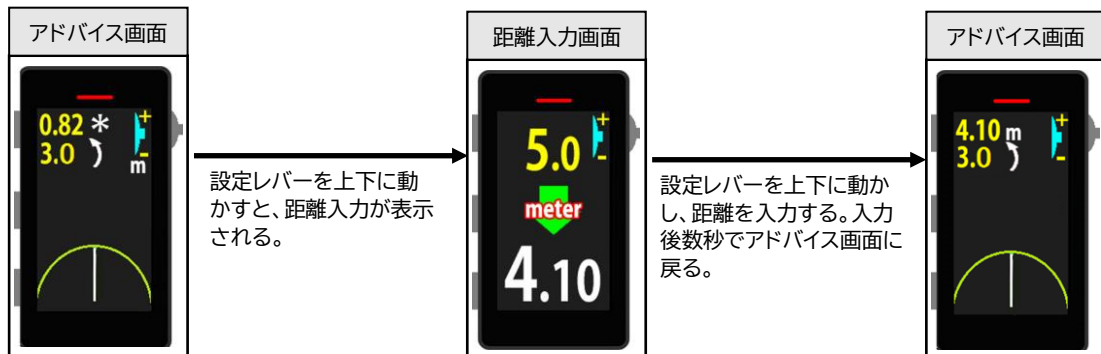 アドバイス画面
0.82 *
3.0
+
-
m
設定レバーを上下に動
かすと、距離入力が表示
される。
距離入力画面
5.0
+
-
meter
4.10
設定レバーを上下に動か
し、距離を入力する。入力
後数秒でアドバイス画面に
戻る。
アドバイス画面
4.10 m
3.0
+
-